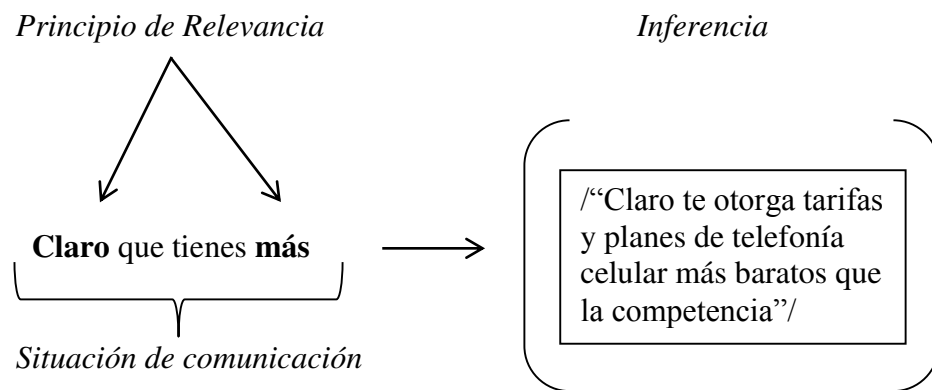 Principio de Relevancia
Inferencia
Claro que tienes más
/“Claro te otorga tarifas
y planes de telefonía
celular más baratos que
la competencia”/
Situación de comunicación